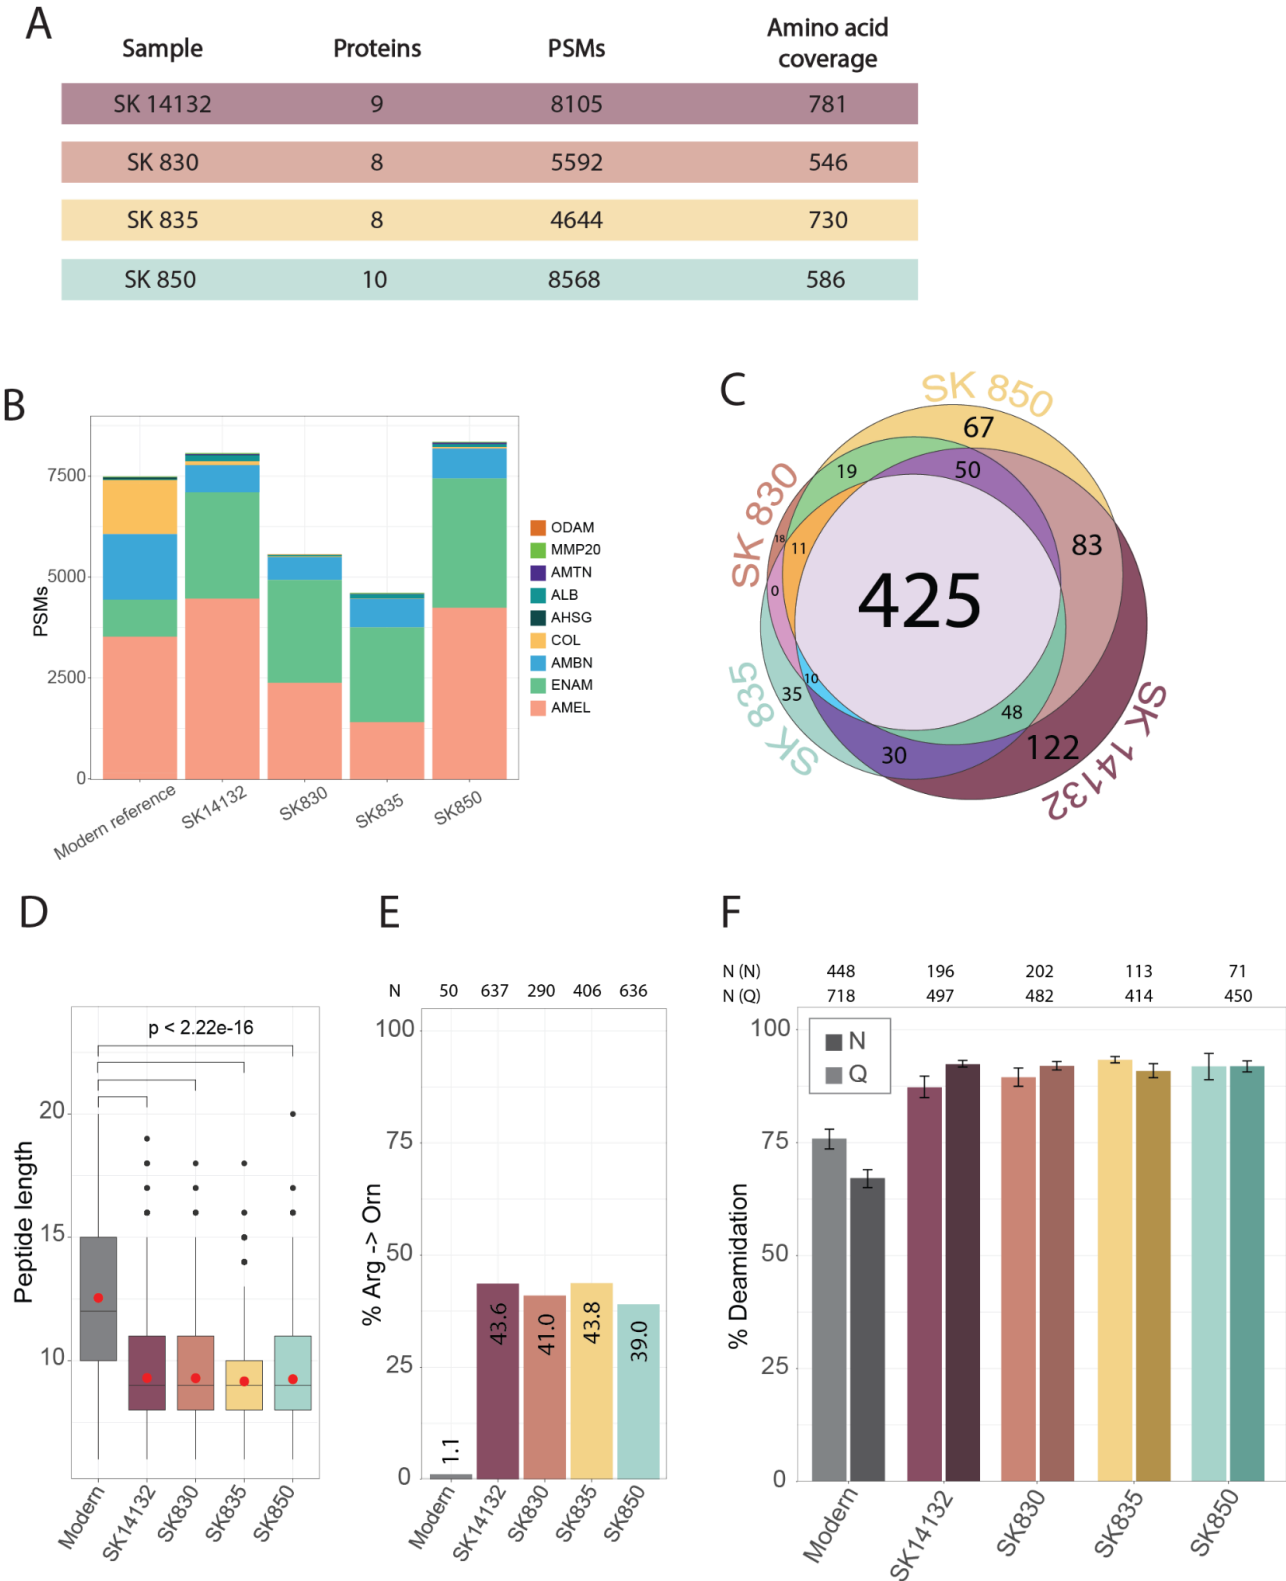 A
Sample Proteins PSMs Amino acid coverage
SK 14132 9 8105 781
SK 830 8 5592 546
SK 835 8 4644 730
SK 850 10 8568 586
B
PSMs
7500
5000
2500
0
Modern reference SK14132 SK830 SK835 SK850
ODAM
MMP20
AMTN
ALB
AHSG
COL
AMBN
ENAM
AMEL
C
SK 850
67
19
50
SK 830
18
11
83
0
425
10
35
SK 835
48
SK 14132
122
30
D
p < 2.22e-16
Peptide length
20
15
10
Modern SK14132 SK830 SK835 SK850
E
N 50 637 290 406 636
% Arg -> Orn
100
75
50
25
0
1.1 43.6 41.0 43.8 39.0
Modern SK14132 SK830 SK835 SK850
F
N (N) 448 196 202 113 71
N (Q) 718 497 482 414 450
% Deamidation
100
75
50
25
0
N
Q
Modern SK14132 SK830 SK835 SK850